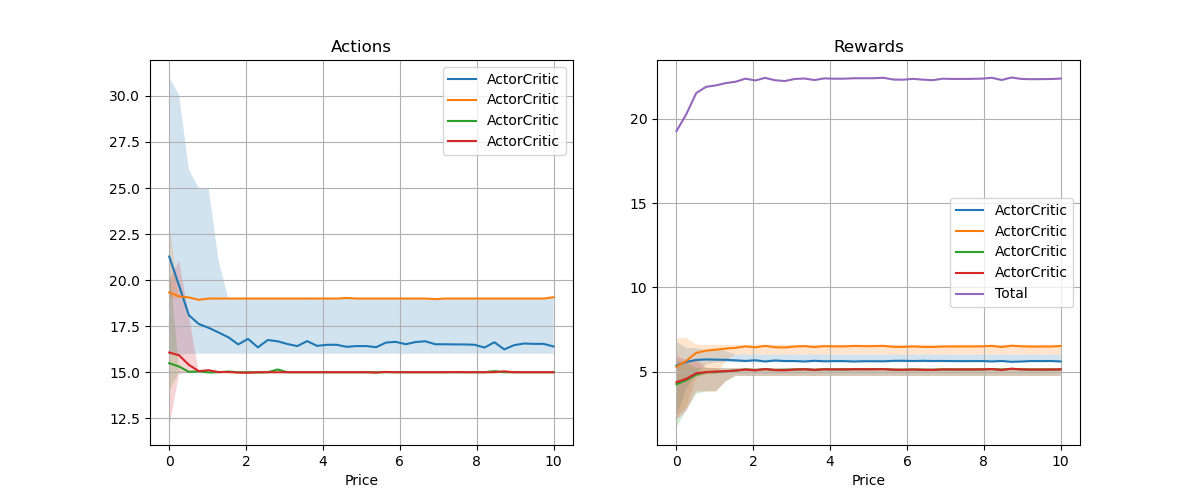 Actions
30.0
27.5
25.0
22.5
20.0
17.5
15.0
12.5
0
2
4
6
8
10
Price
ActorCritic
ActorCritic
ActorCritic
ActorCritic
Rewards
20
15
10
5
0
2
4
6
8
10
Price
ActorCritic
ActorCritic
ActorCritic
ActorCritic
Total